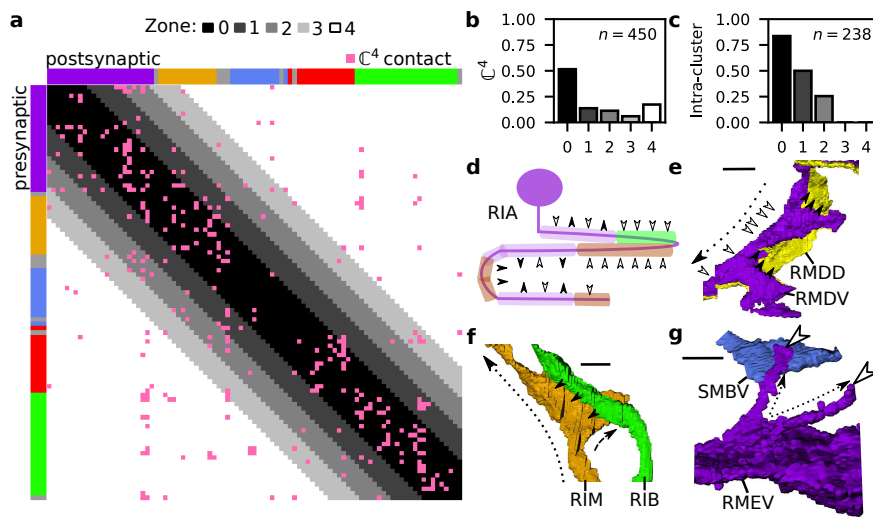 a
Zone: 0 1 2 3 4
postsynaptic
ℂ⁴ contact
presynaptic
b
ℂ⁴
1.00
0.75
0.50
0.25
0.00
n = 450
0 1 2 3 4
c
Intra-cluster
1.00
0.75
0.50
0.25
0.00
n = 238
0 1 2 3 4
d
RIA
e
RMDD
RMDV
f
RIM
RIB
g
SMBV
RMEV